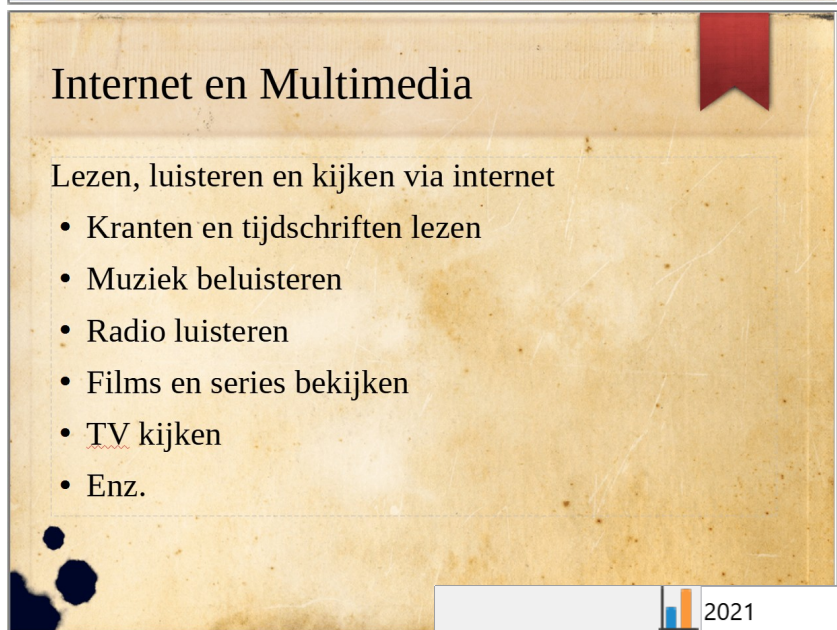 Internet en Multimedia
Lezen, luisteren en kijken via internet
• Kranten en tijdschriften lezen
• Muziek beluisteren
• Radio luisteren
• Films en series bekijken
• TV kijken
• Enz.
2021